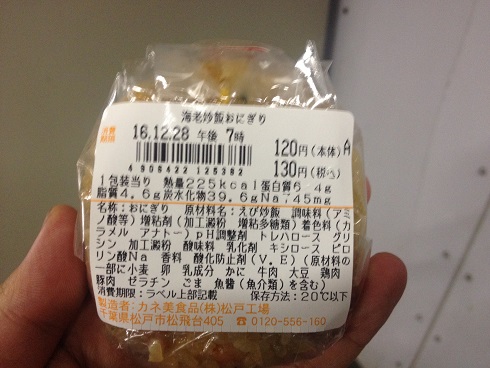 海老炒飯おにぎり
消費期限 16.12.28 午後 7時
120円(本体)A
4906422125382
130円(税込)
1包装当り 熱量225kcal蛋白質6.4g
脂質4.6g炭水化物39.6gNa.45mg
名称:おにぎり 原材料名:えび炒飯 調味料(アミ
ノ酸等)増粘剤(加工澱粉 増粘多糖類)着色料(カ
ラメル アナトー)pH調整剤 トレハロース グリ
シン 加工澱粉 酸味料 乳化剤 キシロース ピロ
リン酸Na 香料 酸化防止剤(V.E)(原材料の
一部に小麦 卵 乳成分 かに 牛肉 大豆 鶏肉
豚肉 ゼラチン ごま 魚醤(魚介類)を含む)
消費期限:ラベル上部記載 保存方法:20℃以下
製造者:カネ美食品(株)松戸工場
千葉県松戸市松飛台405 ☎0120-556-160